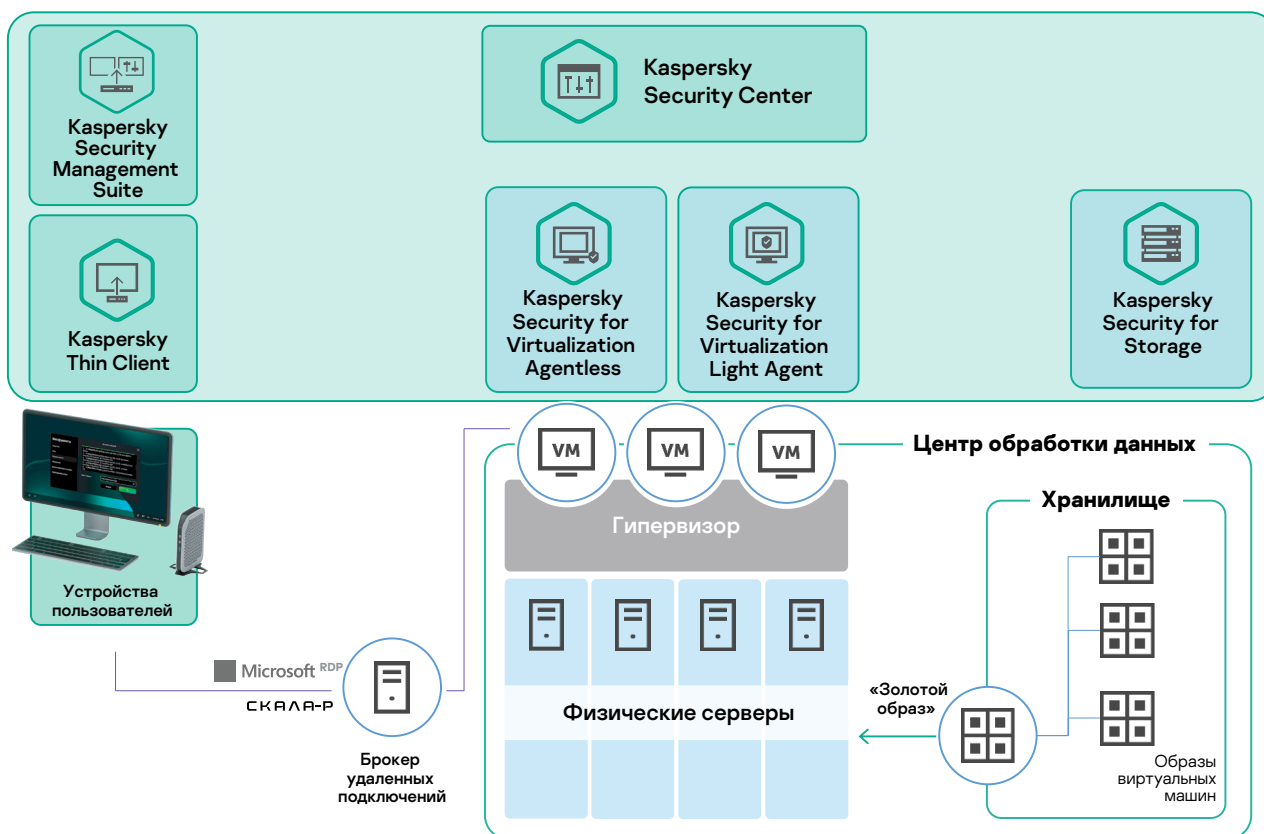 Kaspersky
Security
Management
Suite
Kaspersky
Security Center
Kaspersky
Thin Client
Kaspersky
Security for
Virtualization
Agentless
Kaspersky
Security for
Virtualization
Light Agent
Kaspersky
Security for
Storage
Устройства
пользователей
Microsoft RDP
СКАЛА-Р
Брокер
удаленных
подключений
VM
VM
VM
Центр обработки данных
Гипервизор
Физические серверы
Хранилище
«Золотой
образ»
Образы
виртуальных
машин